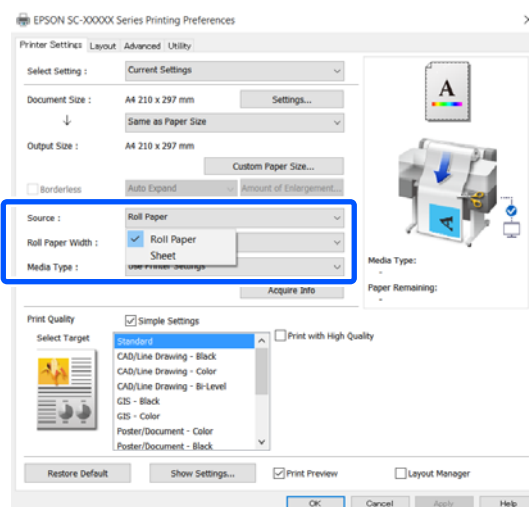 EPSON SC-XXXXX Series Printing Preferences
Printer Settings Layout Advanced Utility
Select Setting : Current Settings
Document Size : A4 210 x 297 mm Settings...
Same as Paper Size
Output Size : A4 210 x 297 mm
Custom Paper Size...
Borderless Auto Expand Amount of Enlargement...
Source : Roll Paper
Roll Paper Width : Roll Paper
Sheet
Media Type : Use Printer Settings
Acquire Info
A
Media Type:
-
Paper Remaining:
-
Print Quality Simple Settings
Select Target Standard
Print with High Quality
CAD/Line Drawing - Black
CAD/Line Drawing - Color
CAD/Line Drawing - Bi-Level
GIS - Black
GIS - Color
Poster/Document - Color
Poster/Document - Black
Restore Default Show Settings... Print Preview Layout Manager
OK Cancel Apply Help